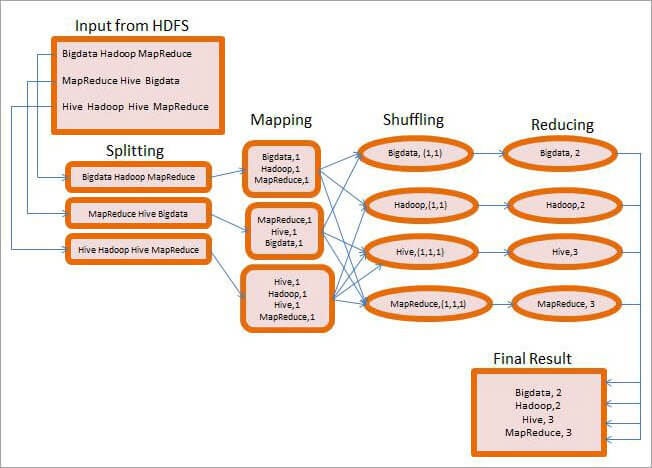 Input from HDFS
Bigdata Hadoop MapReduce
MapReduce Hive Bigdata
Hive Hadoop Hive MapReduce
Splitting
Bigdata Hadoop MapReduce
MapReduce Hive Bigdata
Hive Hadoop Hive MapReduce
Mapping
Bigdata,1
Hadoop,1
MapReduce,1
MapReduce,1
Hive,1
Bigdata,1
Hive,1
Hadoop,1
Hive,1
MapReduce,1
Shuffling
Bigdata, (1,1)
Hadoop,(1,1)
Hive,(1,1,1)
MapReduce,(1,1,1)
Reducing
Bigdata, 2
Hadoop,2
Hive,3
MapReduce, 3
Final Result
Bigdata, 2
Hadoop,2
Hive, 3
MapReduce, 3